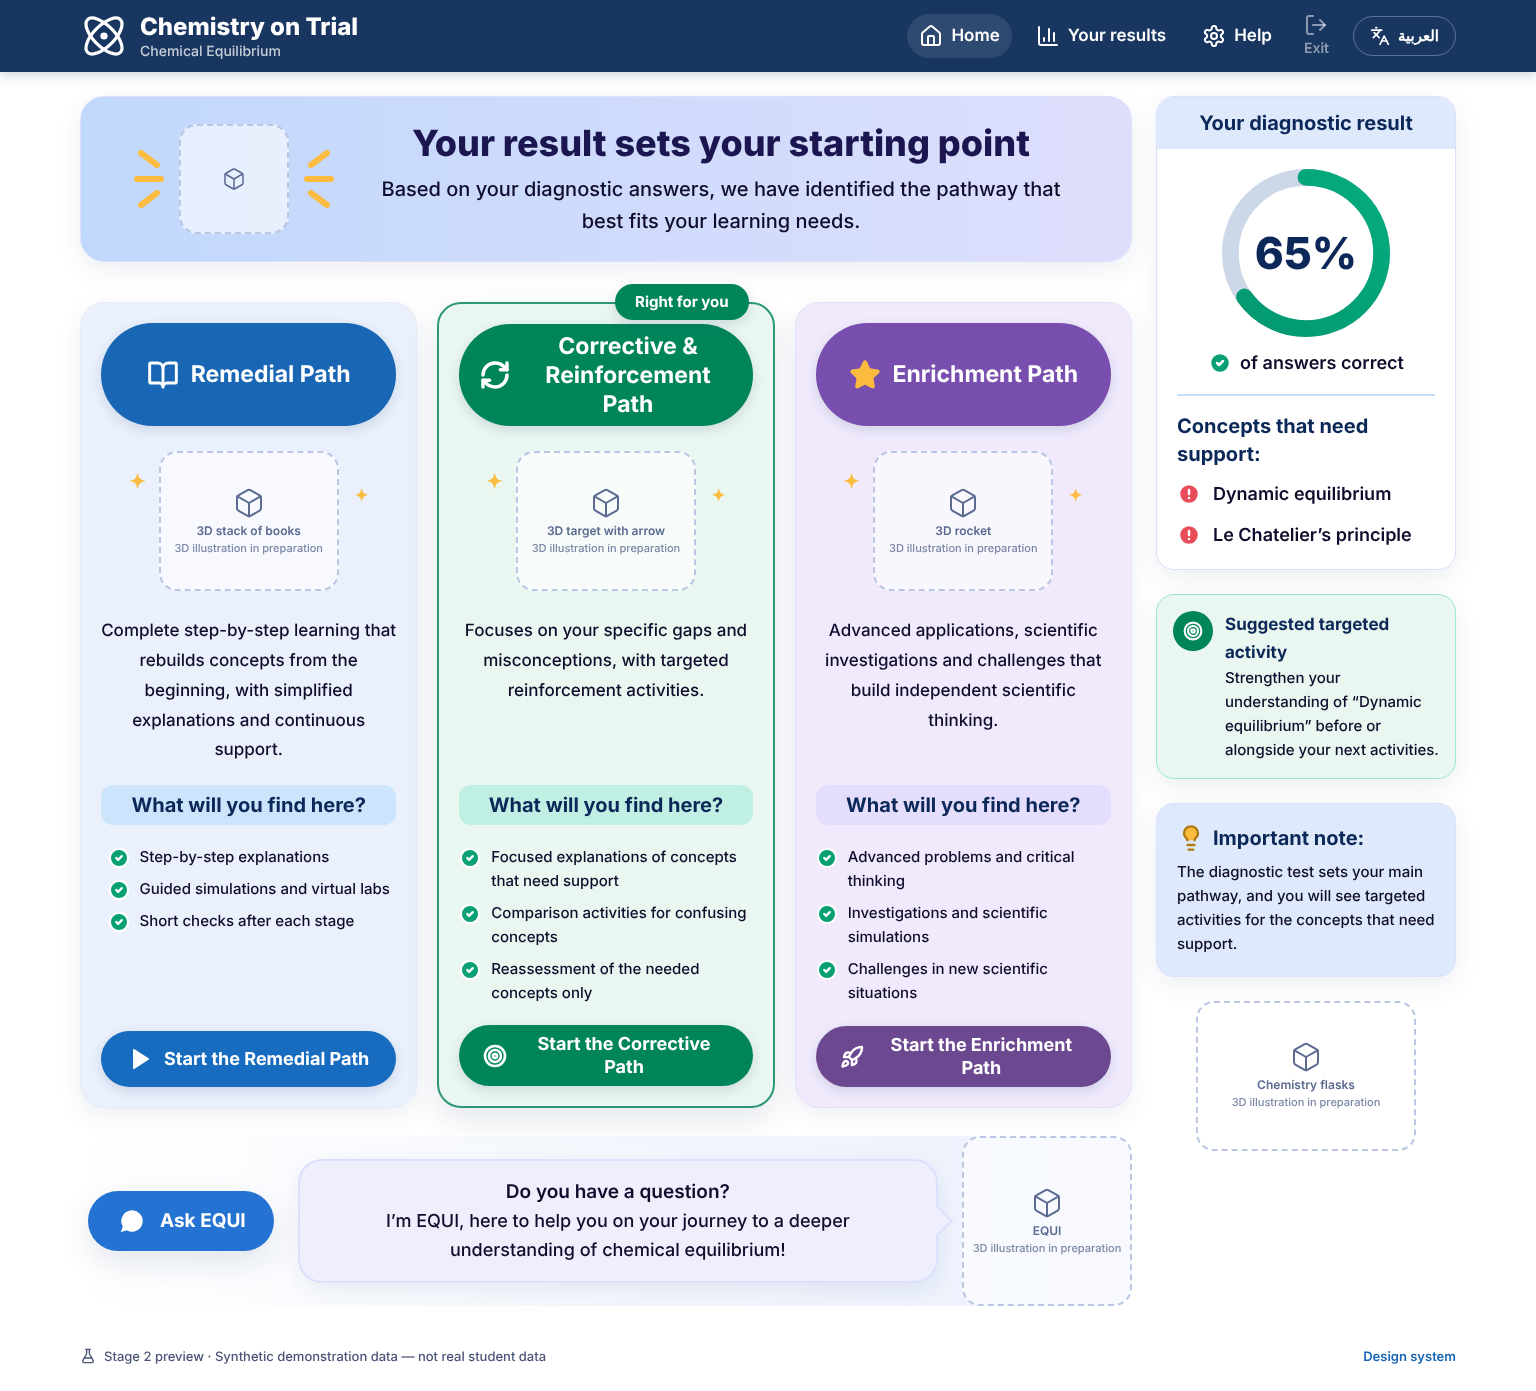 Chemistry on Trial
Chemical Equilibrium
Home
Your results
Help
Exit
العربية
Your result sets your starting point
Based on your diagnostic answers, we have identified the pathway that
best fits your learning needs.
Right for you
Remedial Path
3D stack of books
3D illustration in preparation
Complete step-by-step learning that
rebuilds concepts from the
beginning, with simplified
explanations and continuous
support.
What will you find here?
Step-by-step explanations
Guided simulations and virtual labs
Short checks after each stage
Start the Remedial Path
Corrective &
Reinforcement
Path
3D target with arrow
3D illustration in preparation
Focuses on your specific gaps and
misconceptions, with targeted
reinforcement activities.
What will you find here?
Focused explanations of concepts
that need support
Comparison activities for confusing
concepts
Reassessment of the needed
concepts only
Start the Corrective
Path
Enrichment Path
3D rocket
3D illustration in preparation
Advanced applications, scientific
investigations and challenges that
build independent scientific
thinking.
What will you find here?
Advanced problems and critical
thinking
Investigations and scientific
simulations
Challenges in new scientific
situations
Start the Enrichment
Path
Your diagnostic result
65%
of answers correct
Concepts that need
support:
Dynamic equilibrium
Le Chatelier’s principle
Suggested targeted
activity
Strengthen your
understanding of “Dynamic
equilibrium” before or
alongside your next activities.
Important note:
The diagnostic test sets your main
pathway, and you will see targeted
activities for the concepts that need
support.
Chemistry flasks
3D illustration in preparation
Ask EQUI
Do you have a question?
I’m EQUI, here to help you on your journey to a deeper
understanding of chemical equilibrium!
EQUI
3D illustration in preparation
Stage 2 preview · Synthetic demonstration data — not real student data
Design system